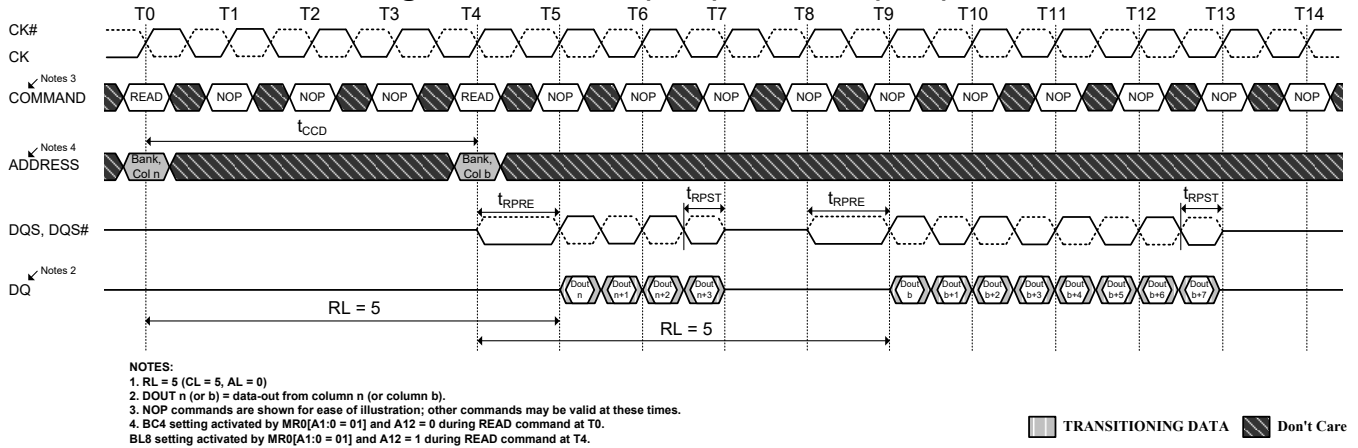 T0 T1 T2 T3 T4 T5 T6 T7 T8 T9 T10 T11 T12 T13 T14
CK#
CK
Notes 3
COMMAND READ NOP NOP NOP READ NOP NOP NOP NOP NOP NOP NOP NOP NOP NOP
tCCD
Notes 4
ADDRESS
Bank, Col n
Bank, Col b
tRPRE tRPST tRPRE tRPST
DQS, DQS#
Notes 2
DQ
Dout n
Dout n+1
Dout n+2
Dout n+3
Dout b
Dout b+1
Dout b+2
Dout b+3
Dout b+4
Dout b+5
Dout b+6
Dout b+7
RL = 5
RL = 5
NOTES:
1. RL = 5 (CL = 5, AL = 0)
2. DOUT n (or b) = data-out from column n (or column b).
3. NOP commands are shown for ease of illustration; other commands may be valid at these times.
4. BC4 setting activated by MR0[A1:0 = 01] and A12 = 0 during READ command at T0.
BL8 setting activated by MR0[A1:0 = 01] and A12 = 1 during READ command at T4.
TRANSITIONING DATA Don't Care